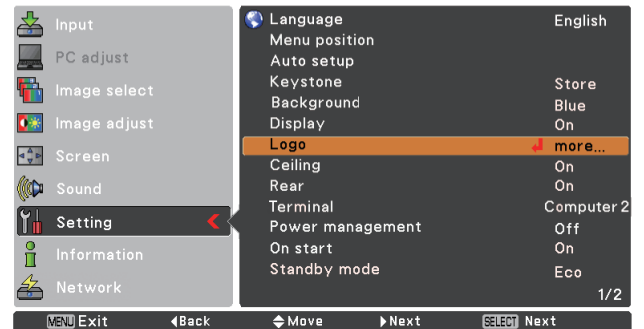 Input
PC adjust
Image select
Image adjust
Screen
Sound
Setting
Information
Network
Language English
Menu position
Auto setup
Keystone Store
Background Blue
Display On
Logo more...
Ceiling On
Rear On
Terminal Computer 2
Power management Off
On start On
Standby mode Eco
1/2
MENU Exit Back Move Next SELECT Next